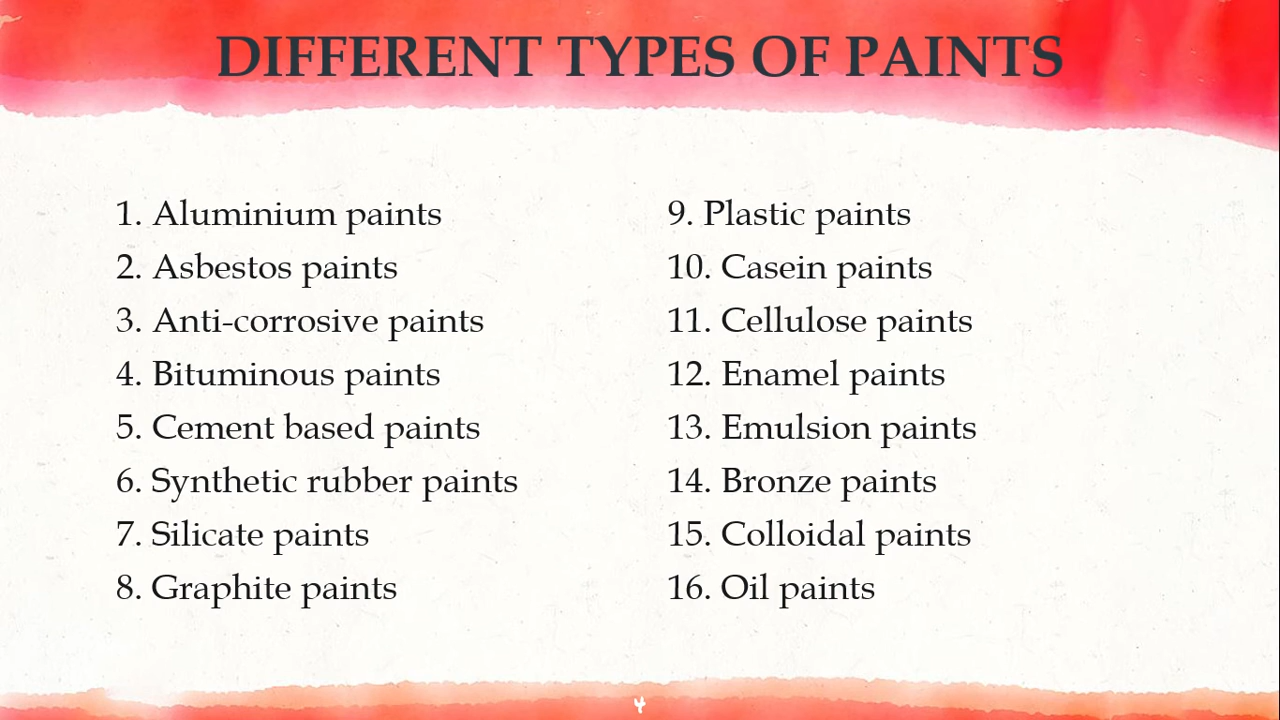 DIFFERENT TYPES OF PAINTS
1. Aluminium paints
2. Asbestos paints
3. Anti-corrosive paints
4. Bituminous paints
5. Cement based paints
6. Synthetic rubber paints
7. Silicate paints
8. Graphite paints
9. Plastic paints
10. Casein paints
11. Cellulose paints
12. Enamel paints
13. Emulsion paints
14. Bronze paints
15. Colloidal paints
16. Oil paints
4